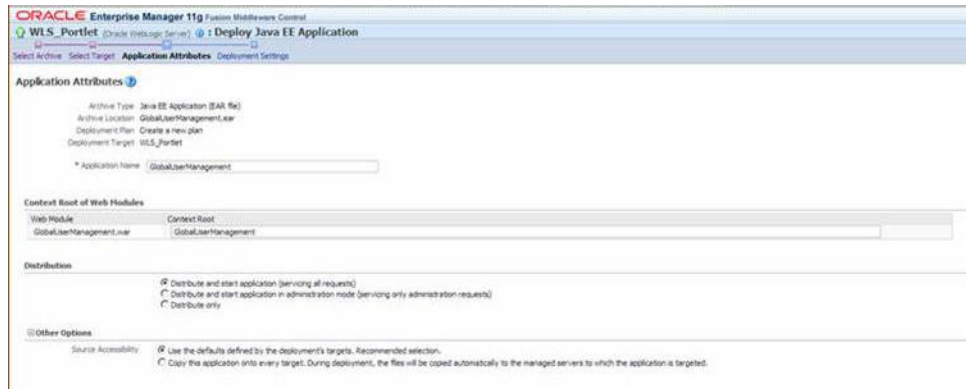 ORACLE Enterprise Manager 11g Fusion Middleware Control
WLS_Portlet (Oracle WebLogic Server) : Deploy Java EE Application
Select Archive Select Target Application Attributes Deployment Settings
Application Attributes
Archive Type Java EE Application (EAR file)
Archive Location GlobalUserManagement.ear
Deployment Plan Create a new plan
Deployment Target WLS_Portlet
* Application Name GlobalUserManagement
Context Root of Web Modules
Web Module Context Root
GlobalUserManagement.war GlobalUserManagement
Distribution
Distribute and start application (servicing all requests)
Distribute and start application in administration mode (servicing only administration requests)
Distribute only
Other Options
Source Accessibility Use the defaults defined by the deployment's targets. Recommended selection.
Copy this application onto every target. During deployment, the files will be copied automatically to the managed servers to which the application is targeted.